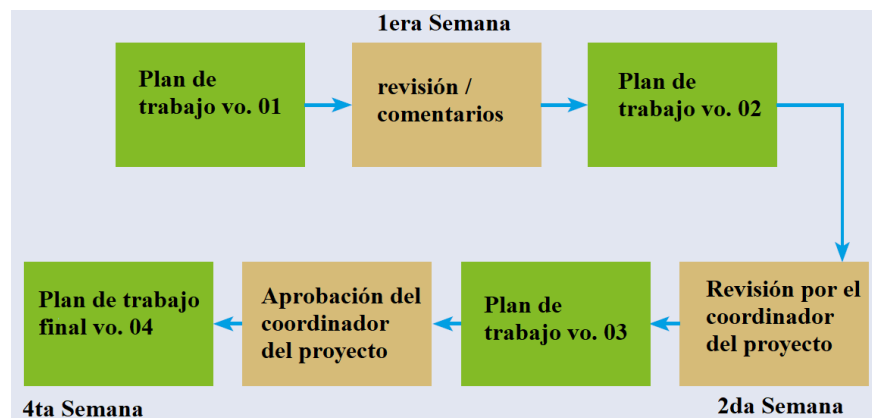 1era Semana
Plan de
trabajo vo. 01
revisión /
comentarios
Plan de
trabajo vo. 02
Revisión por el
coordinador
del proyecto
2da Semana
Plan de
trabajo vo. 03
Aprobación del
coordinador
del proyecto
Plan de trabajo
final vo. 04
4ta Semana